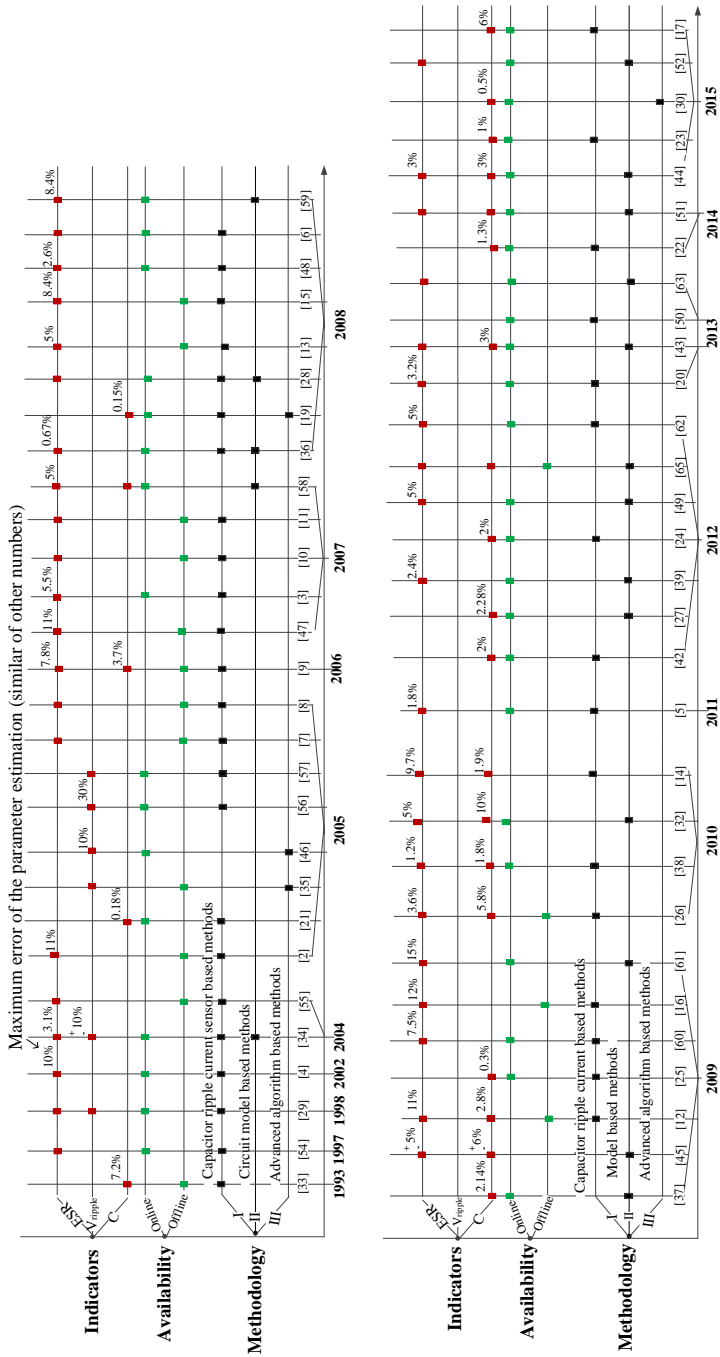 Maximum error of the parameter estimation (similar of other numbers)
Indicators
ESR
Vripple
C
Availability
Online
Offline
Methodology
I
II
III
7.2%
10%
3.1%
+ 10%
-
11%
0.18%
10%
30%
7.8%
3.7%
11%
5.5%
5%
0.67%
0.15%
5%
8.4%
2.6%
8.4%
Capacitor ripple current sensor based methods
Circuit model based methods
Advanced algorithm based methods
[33] [54] [29] [4] [34] [55] [2] [21] [35] [46] [56] [57] [7] [8] [9] [47] [3] [10] [11] [58] [36] [19] [28] [13] [15] [48] [6] [59]
1993 1997 1998 2002 2004 2005 2006 2007 2008
Indicators
ESR
Vripple
C
Availability
Online
Offline
Methodology
I
II
III
2.14%
+ 5%
-
+ 6%
-
11%
2.8%
0.3%
7.5%
12%
15%
3.6%
5.8%
1.2%
1.8%
5%
10%
9.7%
1.9%
1.8%
2%
2.28%
2.4%
2%
5%
5%
3.2%
3%
1.3%
3%
3%
1%
0.5%
6%
Capacitor ripple current based methods
Model based methods
Advanced algorithm based methods
[37] [45] [12] [25] [60] [16] [61] [26] [38] [32] [14] [5] [42] [27] [39] [24] [49] [65] [62] [20] [43] [50] [63] [22] [51] [44] [23] [30] [52] [17]
2009 2010 2011 2012 2013 2014 2015